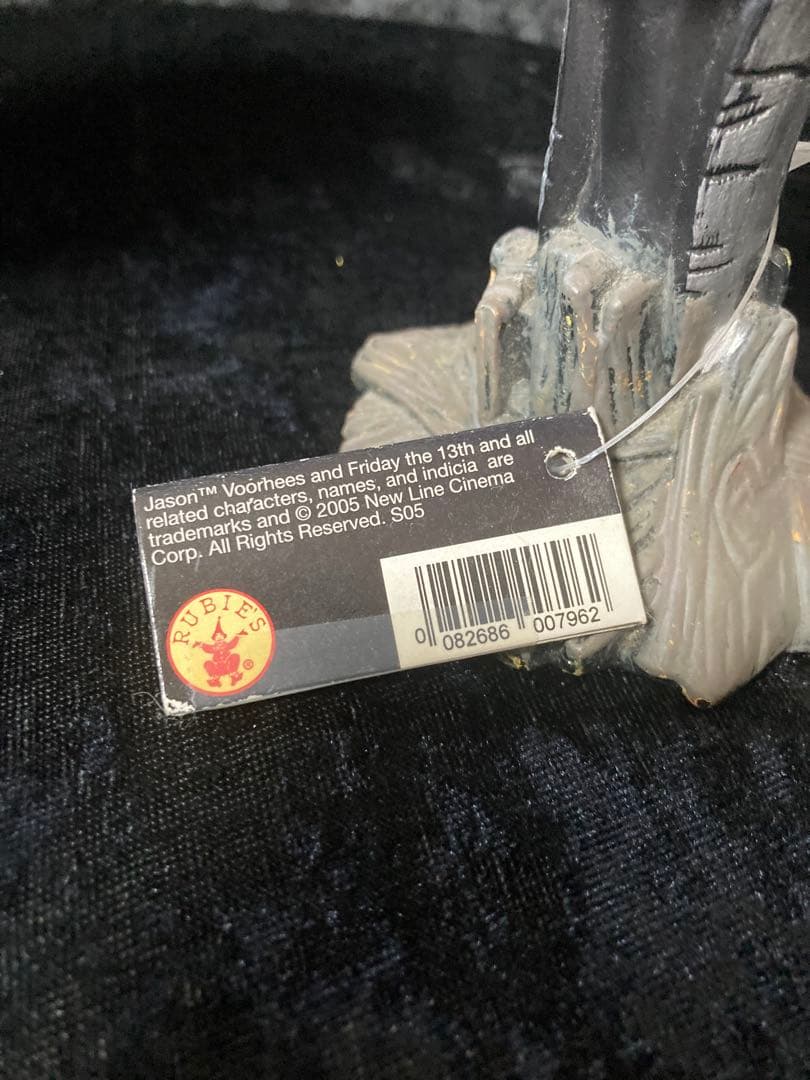 Jason™ Voorhees and Friday the 13th and all
related characters, names, and indicia are
trademarks and © 2005 New Line Cinema
Corp. All Rights Reserved. S05
RUBIE'S
®
0 082686 007962